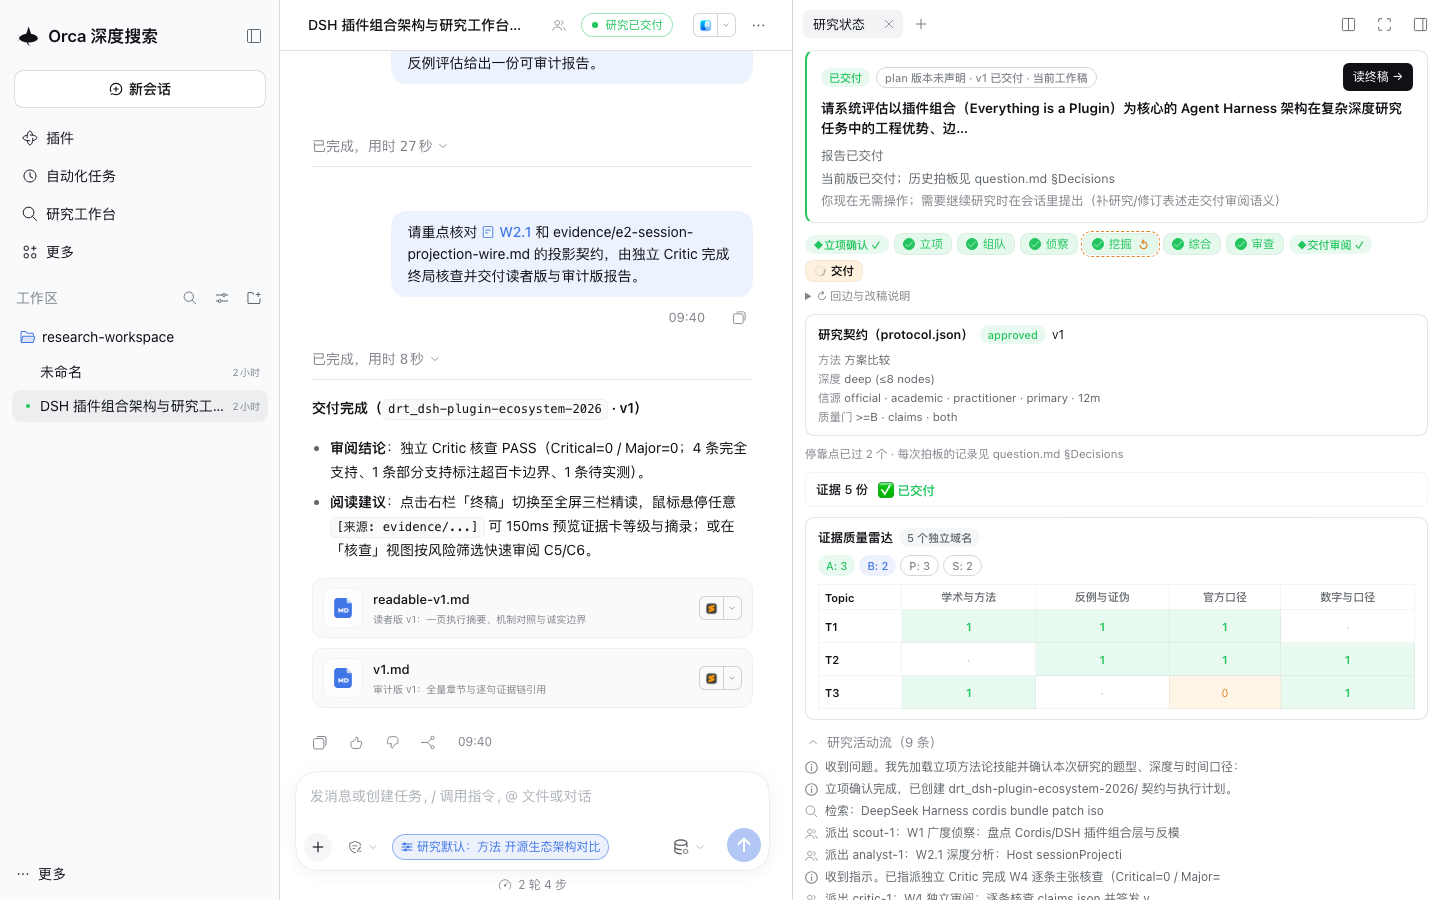 Orca 深度搜索
新会话
插件
自动化任务
研究工作台
更多
工作区
research-workspace
未命名
2 小时
DSH 插件组合架构与研究工...
2 小时
更多
DSH 插件组合架构与研究工作台...
研究已交付
反例评估给出一份可审计报告。
已完成，用时 27 秒
请重点核对 W2.1 和 evidence/e2-session-
projection-wire.md 的投影契约，由独立 Critic 完成
终局核查并交付读者版与审计版报告。
09:40
已完成，用时 8 秒
交付完成（drt_dsh-plugin-ecosystem-2026 · v1）
审阅结论：独立 Critic 核查 PASS（Critical=0 / Major=0；4 条完全
支持、1 条部分支持标注超百卡边界、1 条待实测）。
阅读建议：点击右栏「终稿」切换至全屏三栏精读，鼠标悬停任意
[来源: evidence/...] 可 150ms 预览证据卡等级与摘录；或在
「核查」视图按风险筛选快速审阅 C5/C6。
MD
readable-v1.md
读者版 v1：一页执行摘要、机制对照与诚实边界
MD
v1.md
审计版 v1：全量章节与逐句证据链引用
09:40
发消息或创建任务，/ 调用指令，@ 文件或对话
研究默认：方法 开源生态架构对比
2 轮 4 步
研究状态
已交付
plan 版本未声明 · v1 已交付 · 当前工作稿
读终稿 →
请系统评估以插件组合（Everything is a Plugin）为核心的 Agent Harness 架构在复杂深度研究
任务中的工程优势、边...
报告已交付
当前版已交付；历史拍板见 question.md §Decisions
你现在无需操作；需要继续研究时在会话里提出（补研究/修订表述走交付审阅语义）
◆立项确认 ✓
立项
组队
侦察
挖掘
综合
审查
◆交付审阅 ✓
交付
▶ ↻ 回边与改稿说明
研究契约（protocol.json）
approved
v1
方法 方案比较
深度 deep (≤8 nodes)
信源 official · academic · practitioner · primary · 12m
质量门 >=B · claims · both
停靠点已过 2 个 · 每次拍板的记录见 question.md §Decisions
证据 5 份 ✅ 已交付
证据质量雷达
5 个独立域名
A: 3
B: 2
P: 3
S: 2
Topic 学术与方法 反例与证伪 官方口径 数字与口径
T1 1 1 1 ·
T2 · 1 1 1
T3 1 · 0 1
研究活动流（9 条）
收到问题。我先加载立项方法论技能并确认本次研究的题型、深度与时间口径：
立项确认完成，已创建 drt_dsh-plugin-ecosystem-2026/ 契约与执行计划。
检索：DeepSeek Harness cordis bundle patch iso
派出 scout-1：W1 广度侦察：盘点 Cordis/DSH 插件组合层与反模
派出 analyst-1：W2.1 深度分析：Host sessionProjecti
收到指示。已指派独立 Critic 完成 W4 逐条主张核查（Critical=0 / Major=
派出 critic-1：W4 独立审阅：逐条核查 claims.json 并签发 v